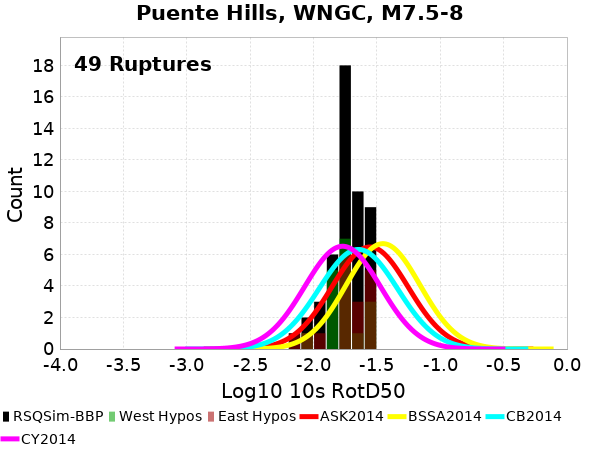 Puente Hills, WNGC, M7.5-8
49 Ruptures
Count
18
16
14
12
10
8
6
4
2
0
-4.0 -3.5 -3.0 -2.5 -2.0 -1.5 -1.0 -0.5 0.0
Log10 10s RotD50
RSQSim-BBP West Hypos East Hypos ASK2014 BSSA2014 CB2014
CY2014